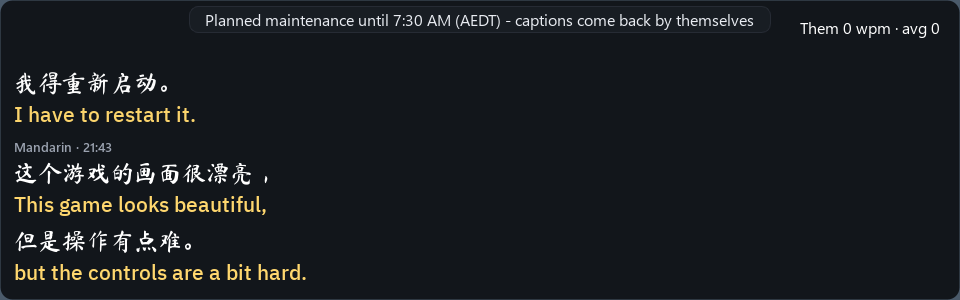 Planned maintenance until 7:30 AM (AEDT) - captions come back by themselves
Them 0 wpm · avg 0
我得重新启动。
I have to restart it.
Mandarin · 21:43
这个游戏的画面很漂亮，
This game looks beautiful,
但是操作有点难。
but the controls are a bit hard.